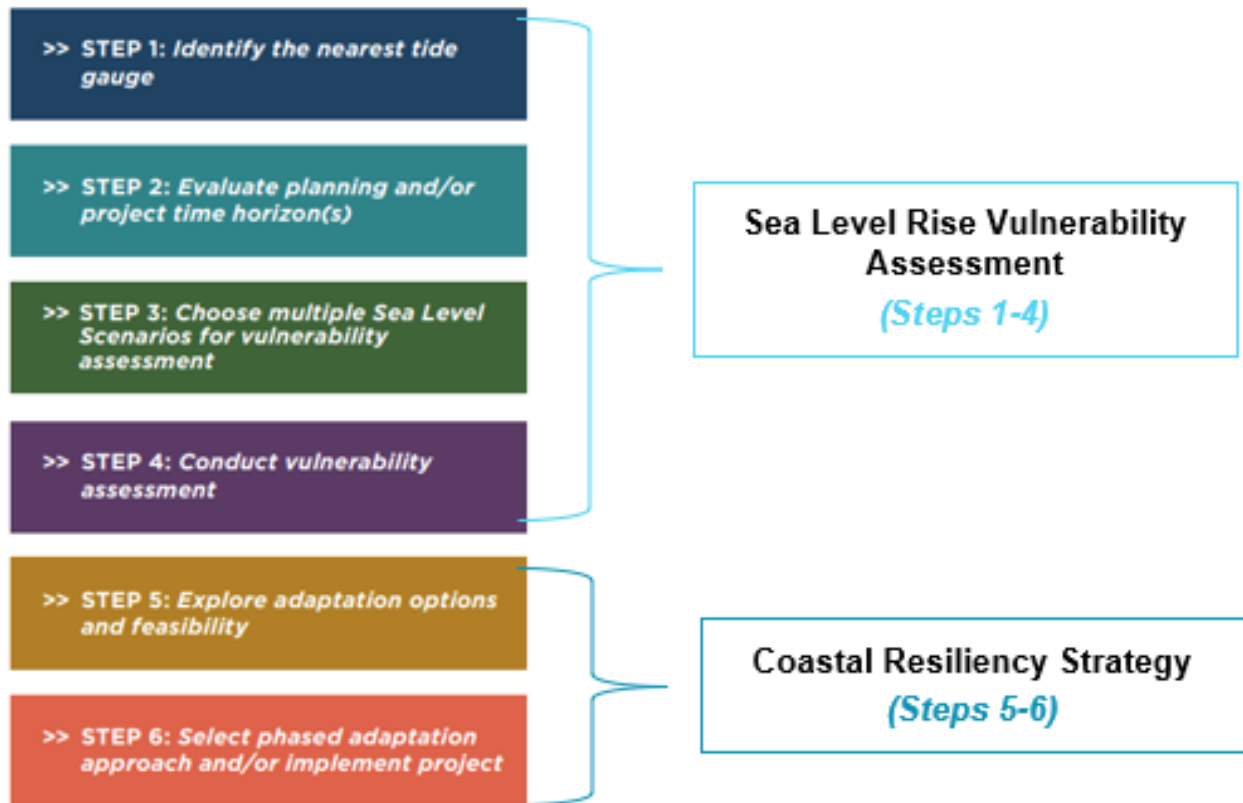 >> STEP 1: Identify the nearest tide
gauge
>> STEP 2: Evaluate planning and/or
project time horizon(s)
>> STEP 3: Choose multiple Sea Level
Scenarios for vulnerability
assessment
>> STEP 4: Conduct vulnerability
assessment
Sea Level Rise Vulnerability
Assessment
(Steps 1-4)
>> STEP 5: Explore adaptation options
and feasibility
>> STEP 6: Select phased adaptation
approach and/or implement project
Coastal Resiliency Strategy
(Steps 5-6)